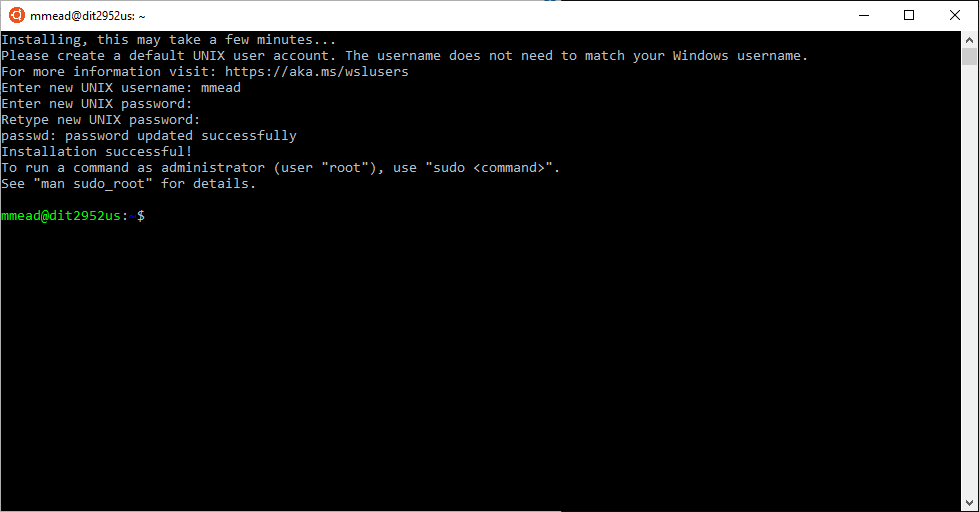 mmead@dit2952us: ~
Installing, this may take a few minutes...
Please create a default UNIX user account. The username does not need to match your Windows username.
For more information visit: https://aka.ms/wslusers
Enter new UNIX username: mmead
Enter new UNIX password:
Retype new UNIX password:
passwd: password updated successfully
Installation successful!
To run a command as administrator (user "root"), use "sudo <command>".
See "man sudo_root" for details.
mmead@dit2952us:~$